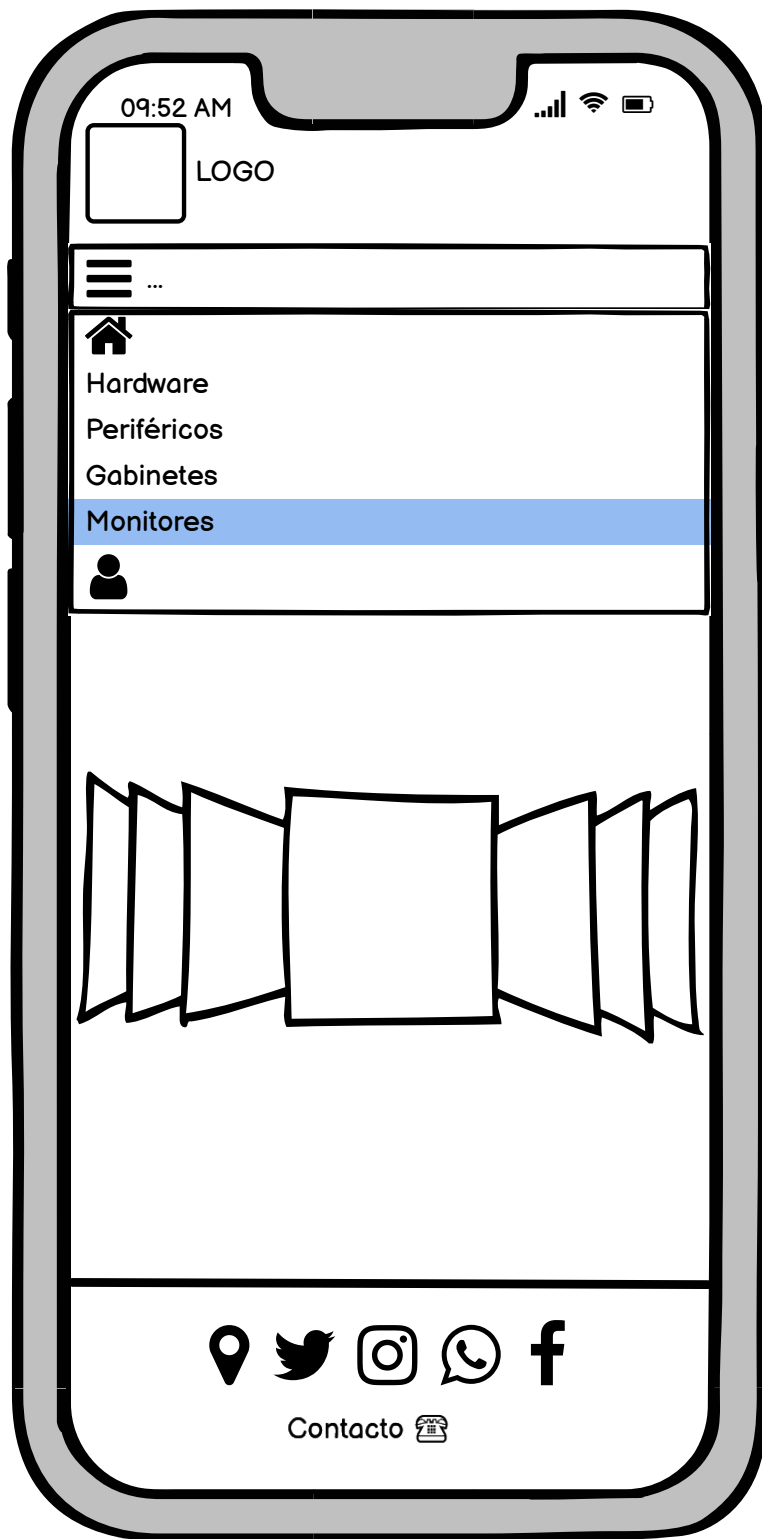 09:52 AM
LOGO
...
Hardware
Periféricos
Gabinetes
Monitores
Contacto